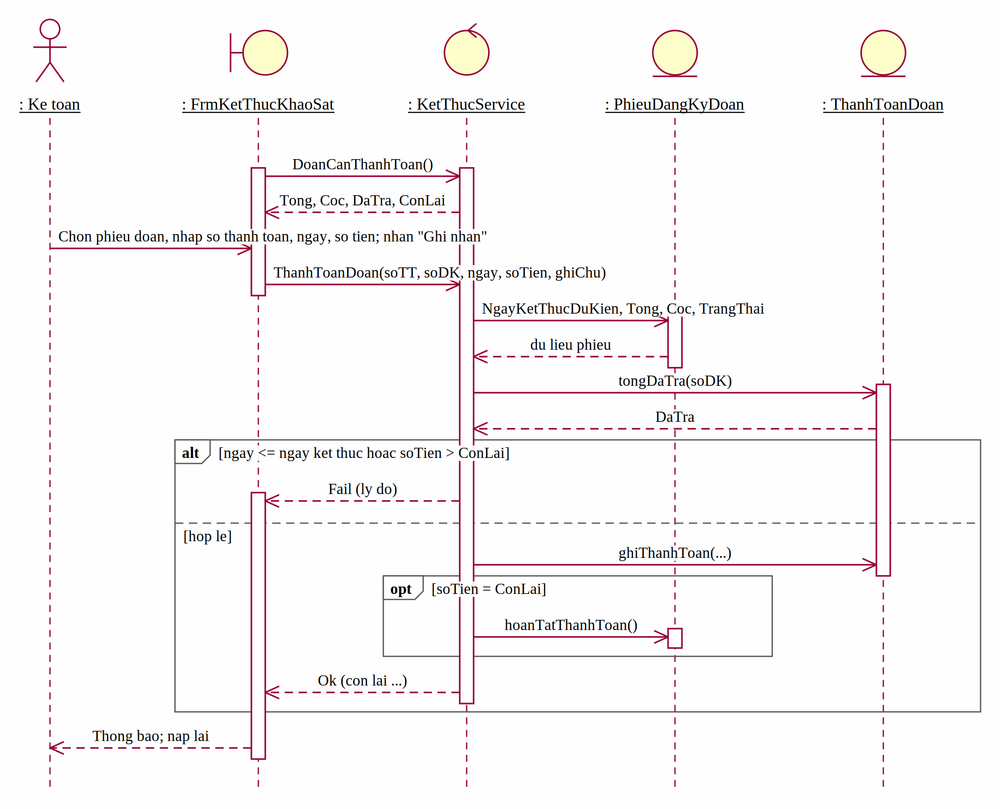 : Ke toan
: FrmKetThucKhaoSat
: KetThucService
: PhieuDangKyDoan
: ThanhToanDoan
DoanCanThanhToan()
Tong, Coc, DaTra, ConLai
Chon phieu doan, nhap so thanh toan, ngay, so tien; nhan "Ghi nhan"
ThanhToanDoan(soTT, soDK, ngay, soTien, ghiChu)
NgayKetThucDuKien, Tong, Coc, TrangThai
du lieu phieu
tongDaTra(soDK)
DaTra
alt [ngay <= ngay ket thuc hoac soTien > ConLai]
Fail (ly do)
[hop le]
ghiThanhToan(...)
opt [soTien = ConLai]
hoanTatThanhToan()
Ok (con lai ...)
Thong bao; nap lai